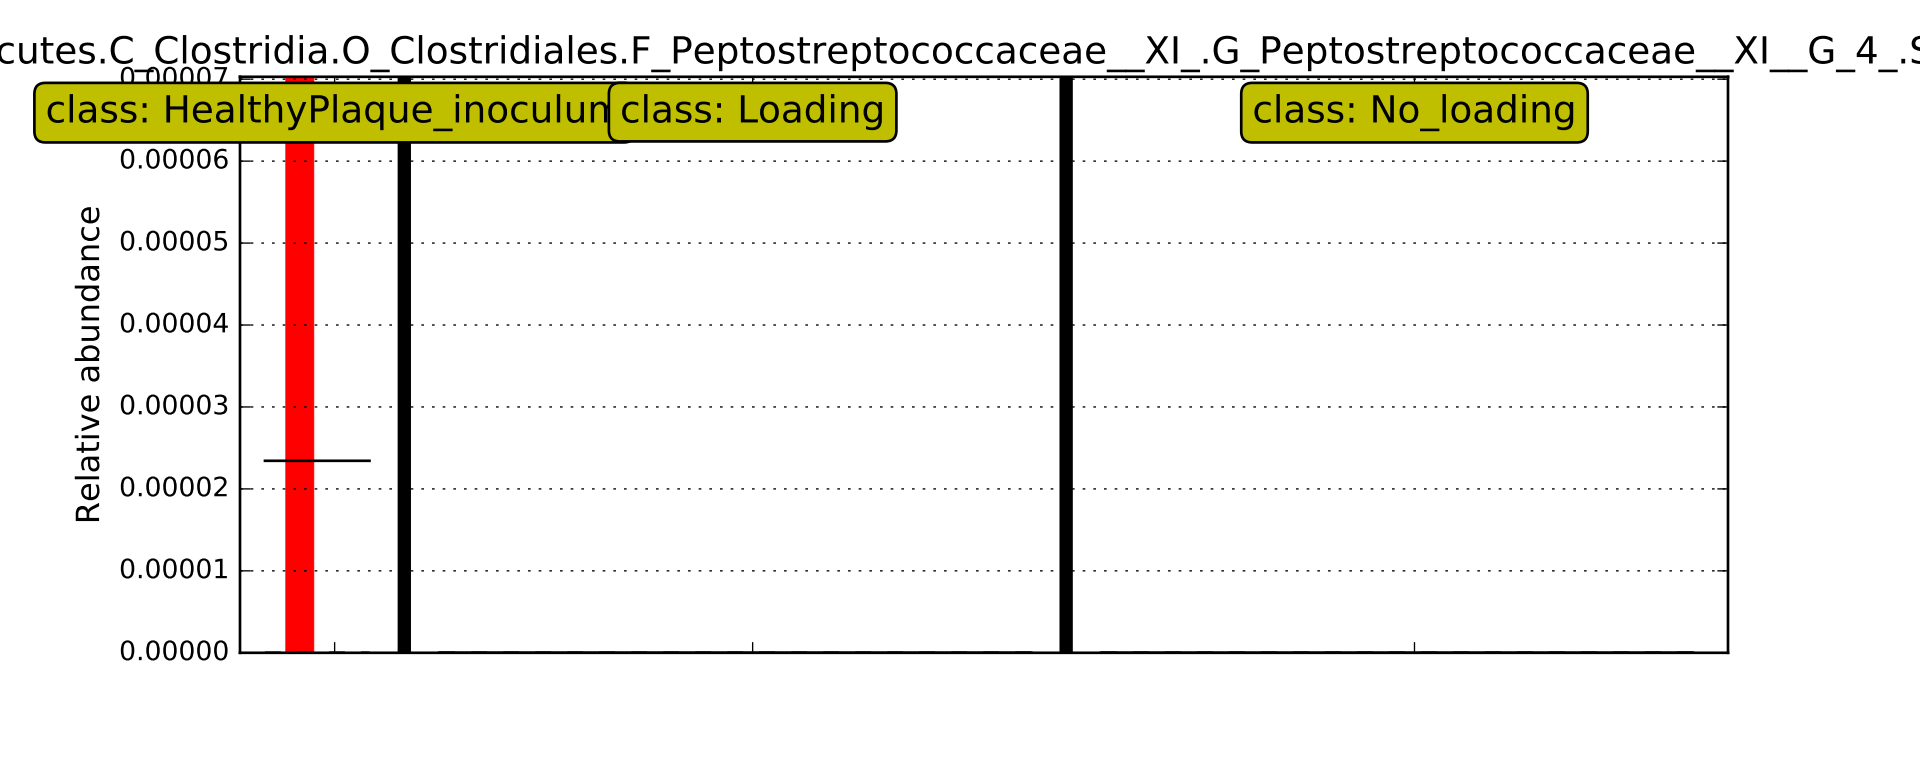 cutes.C_Clostridia.O_Clostridiales.F_Peptostreptococcaceae__XI_.G_Peptostreptococcaceae__XI__G_4_.S
0.00007
class: HealthyPlaque_inoculum
class: Loading
class: No_loading
0.00006
0.00005
0.00004
0.00003
0.00002
0.00001
0.00000
Relative abundance